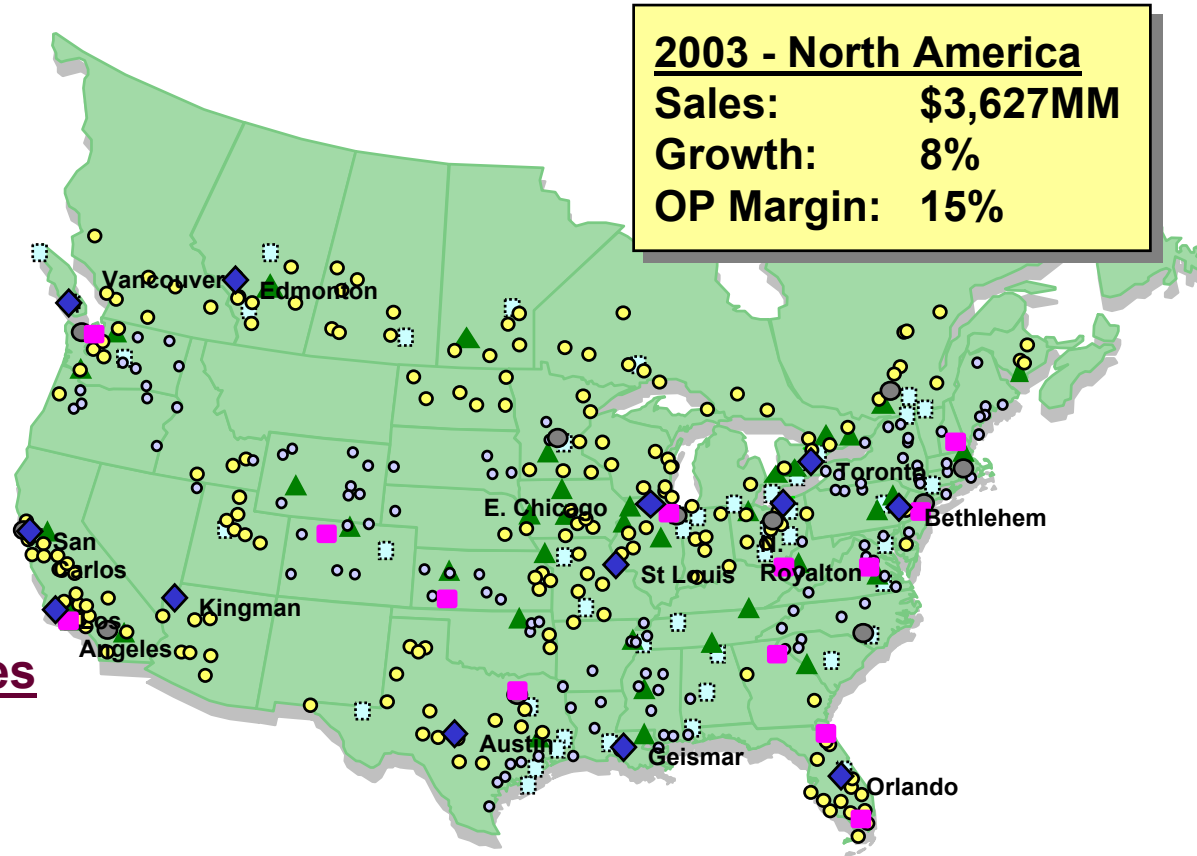 2003 - North America
Sales: $3,627MM
Growth: 8%
OP Margin: 15%
Vancouver
Edmonton
Toronto
E. Chicago
Bethlehem
San
Carlos
N.
St Louis
Royalton
Kingman
Los
Angeles
es
Austin
Geismar
Orlando